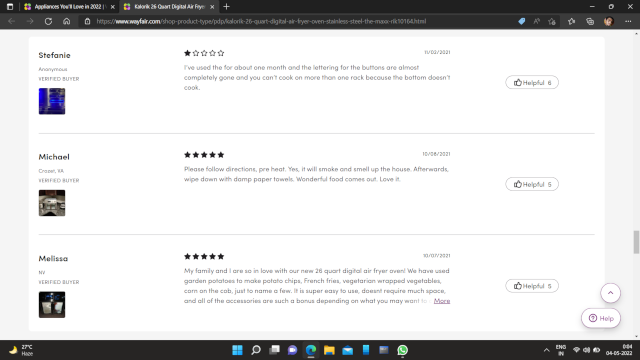 Appliances You'll Love in 2022 |
Kalorik 26 Quart Digital Air Fryer
https://www.wayfair.com/shop-product-type/pdp/kalorik-26-quart-digital-air-fryer-oven-stainless-steel-the-maxx-rlk10164.html
Stefanie
11/02/2021
Anonymous
VERIFIED BUYER
I've used the for about one month and the lettering for the buttons are almost
completely gone and you can't cook on more than one rack because the bottom doesn't
cook.
Helpful 6
Michael
10/08/2021
Crozet, VA
VERIFIED BUYER
Please follow directions, pre heat. Yes, it will smoke and smell up the house. Afterwards,
wipe down with damp paper towels. Wonderful food comes out. Love it.
Helpful 5
Melissa
10/07/2021
NV
VERIFIED BUYER
My family and I are so in love with our new 26 quart digital air fryer oven! We have used
garden potatoes to make potato chips, French fries, vegetarian wrapped vegetables,
corn on the cob, just to name a few. It is super easy to use, doesnt require much space,
and all of the accessories are such a bonus depending on what you may want to More
Helpful 5
Help
27°C
Haze
ENG
IN
0:04
04-05-2022